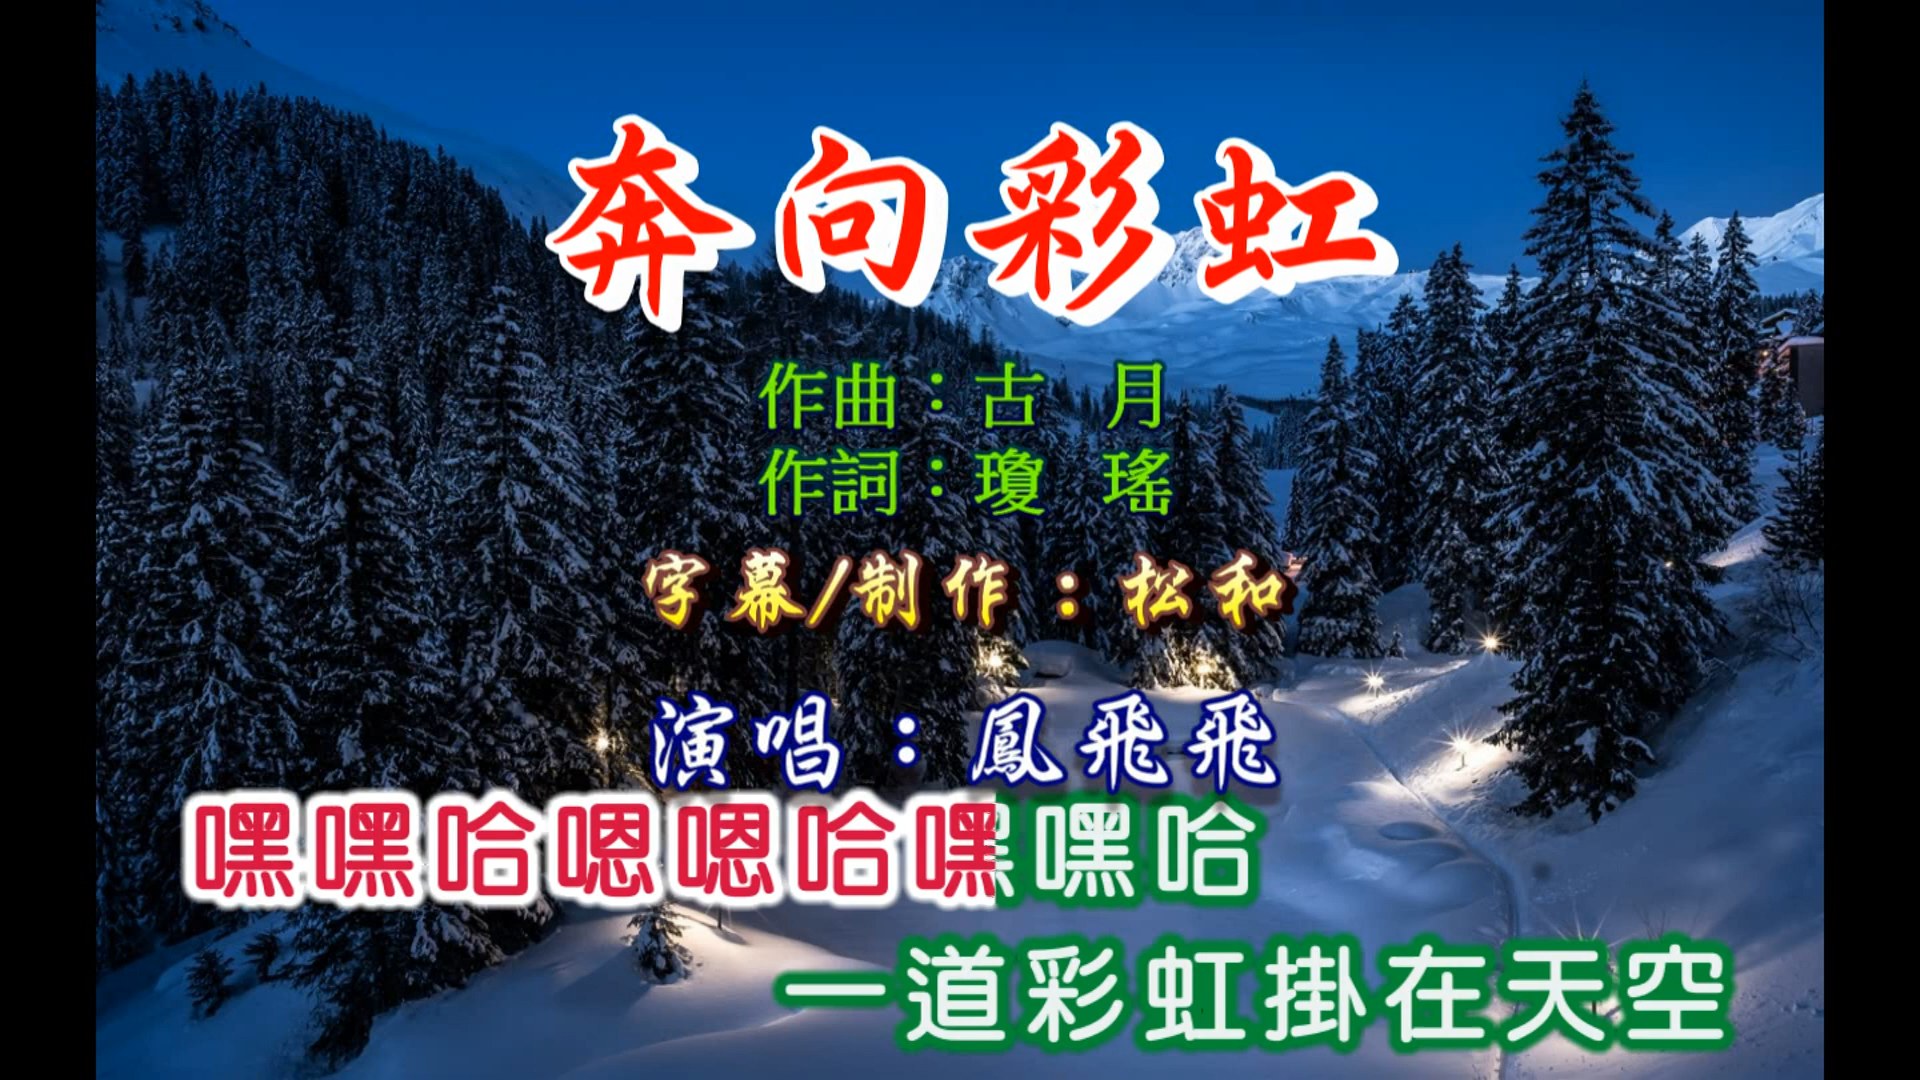 奔向彩虹
作曲：古 月
作詞：瓊 瑤
字幕/制作：松和
演唱：鳳飛飛
嘿嘿哈嗯嗯哈嘿嘿哈
一道彩虹掛在天空